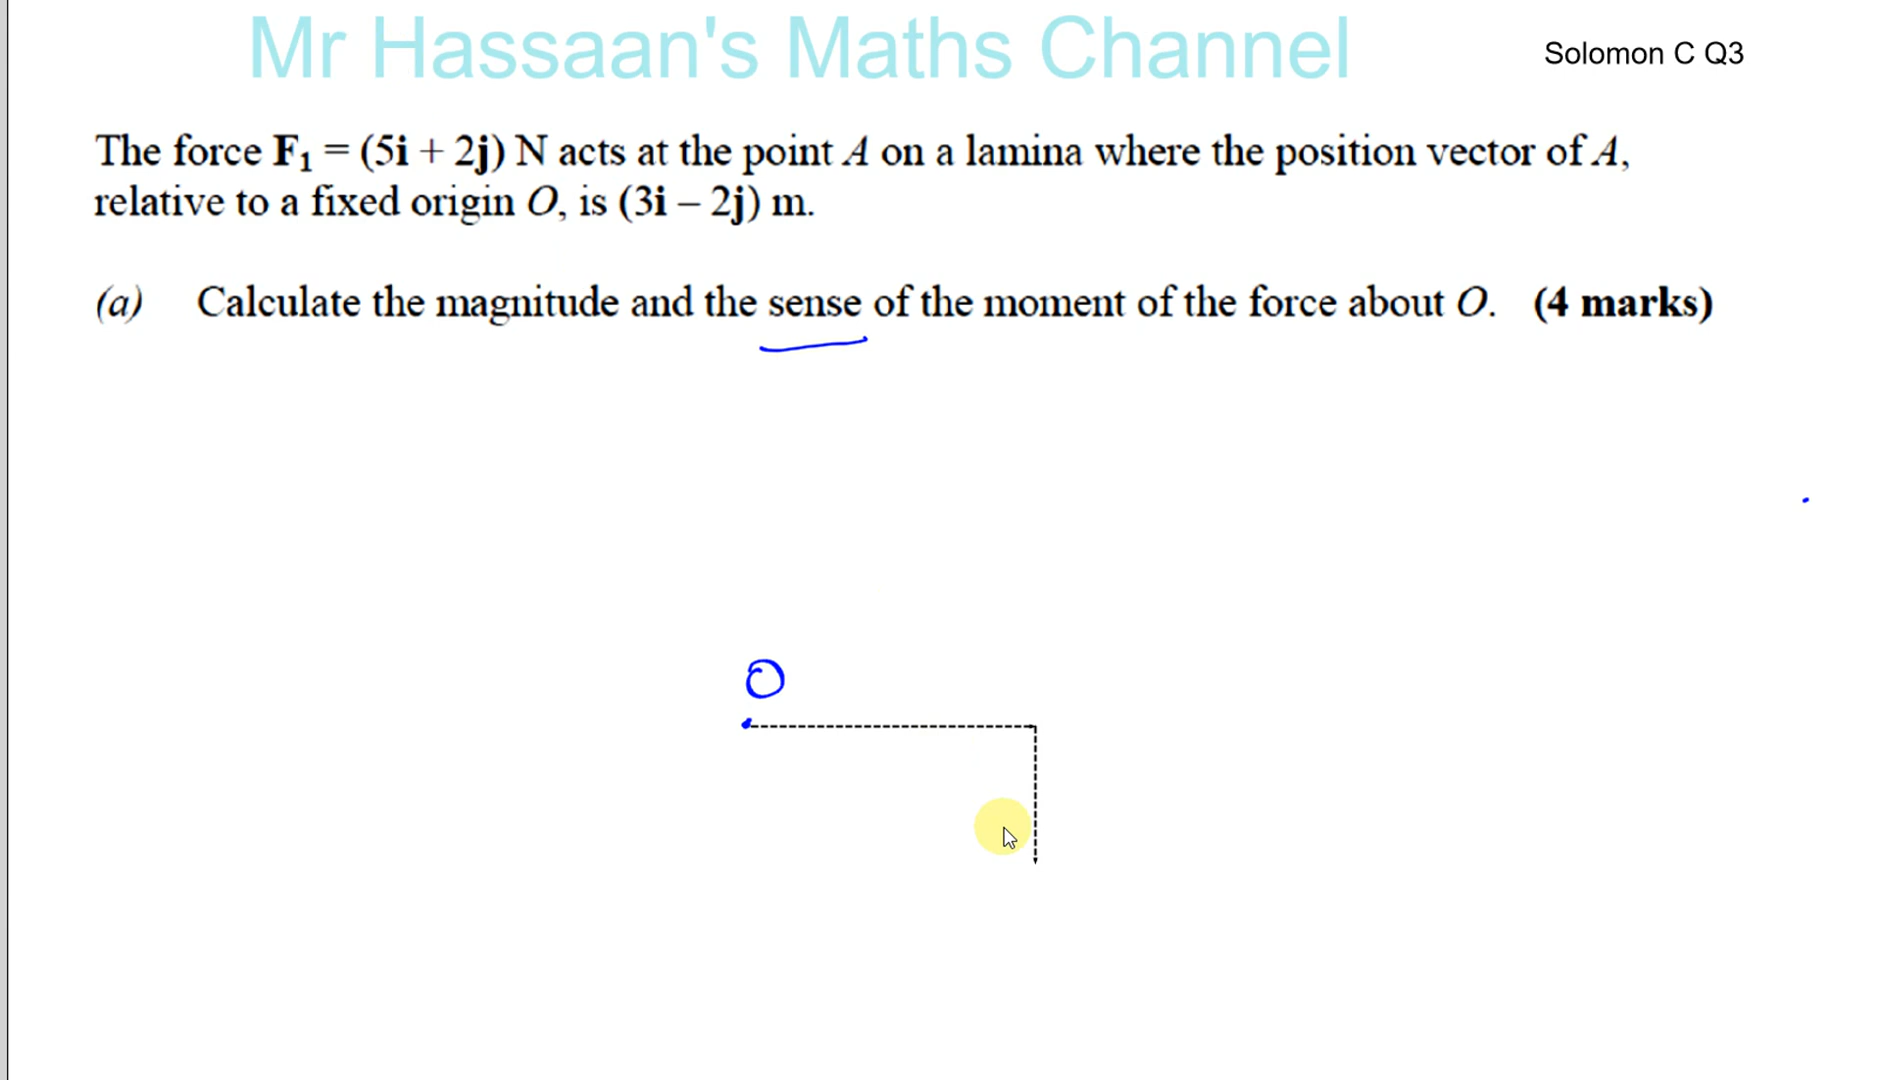 Mr Hassaan's Maths Channel
Solomon C Q3
The force F₁ = (5i + 2j) N acts at the point A on a lamina where the position vector of A,
relative to a fixed origin O, is (3i – 2j) m.
(a) Calculate the magnitude and the sense of the moment of the force about O. (4 marks)
O